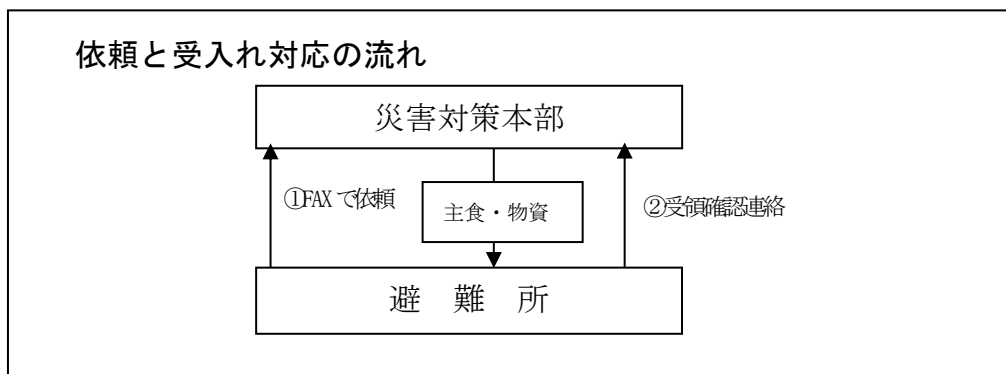 依頼と受入れ対応の流れ
災害対策本部
①FAXで依頼
主食・物資
②受領確認連絡
避難所